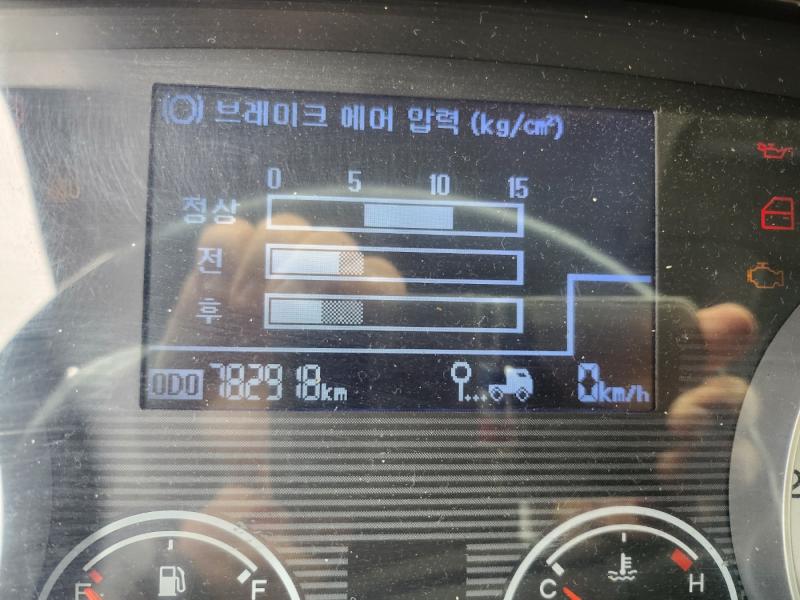 브레이크 에어 압력 (kg/cm²)
0 5 10 15
정상
전
후
ODO 782918km 0km/h
E F C H